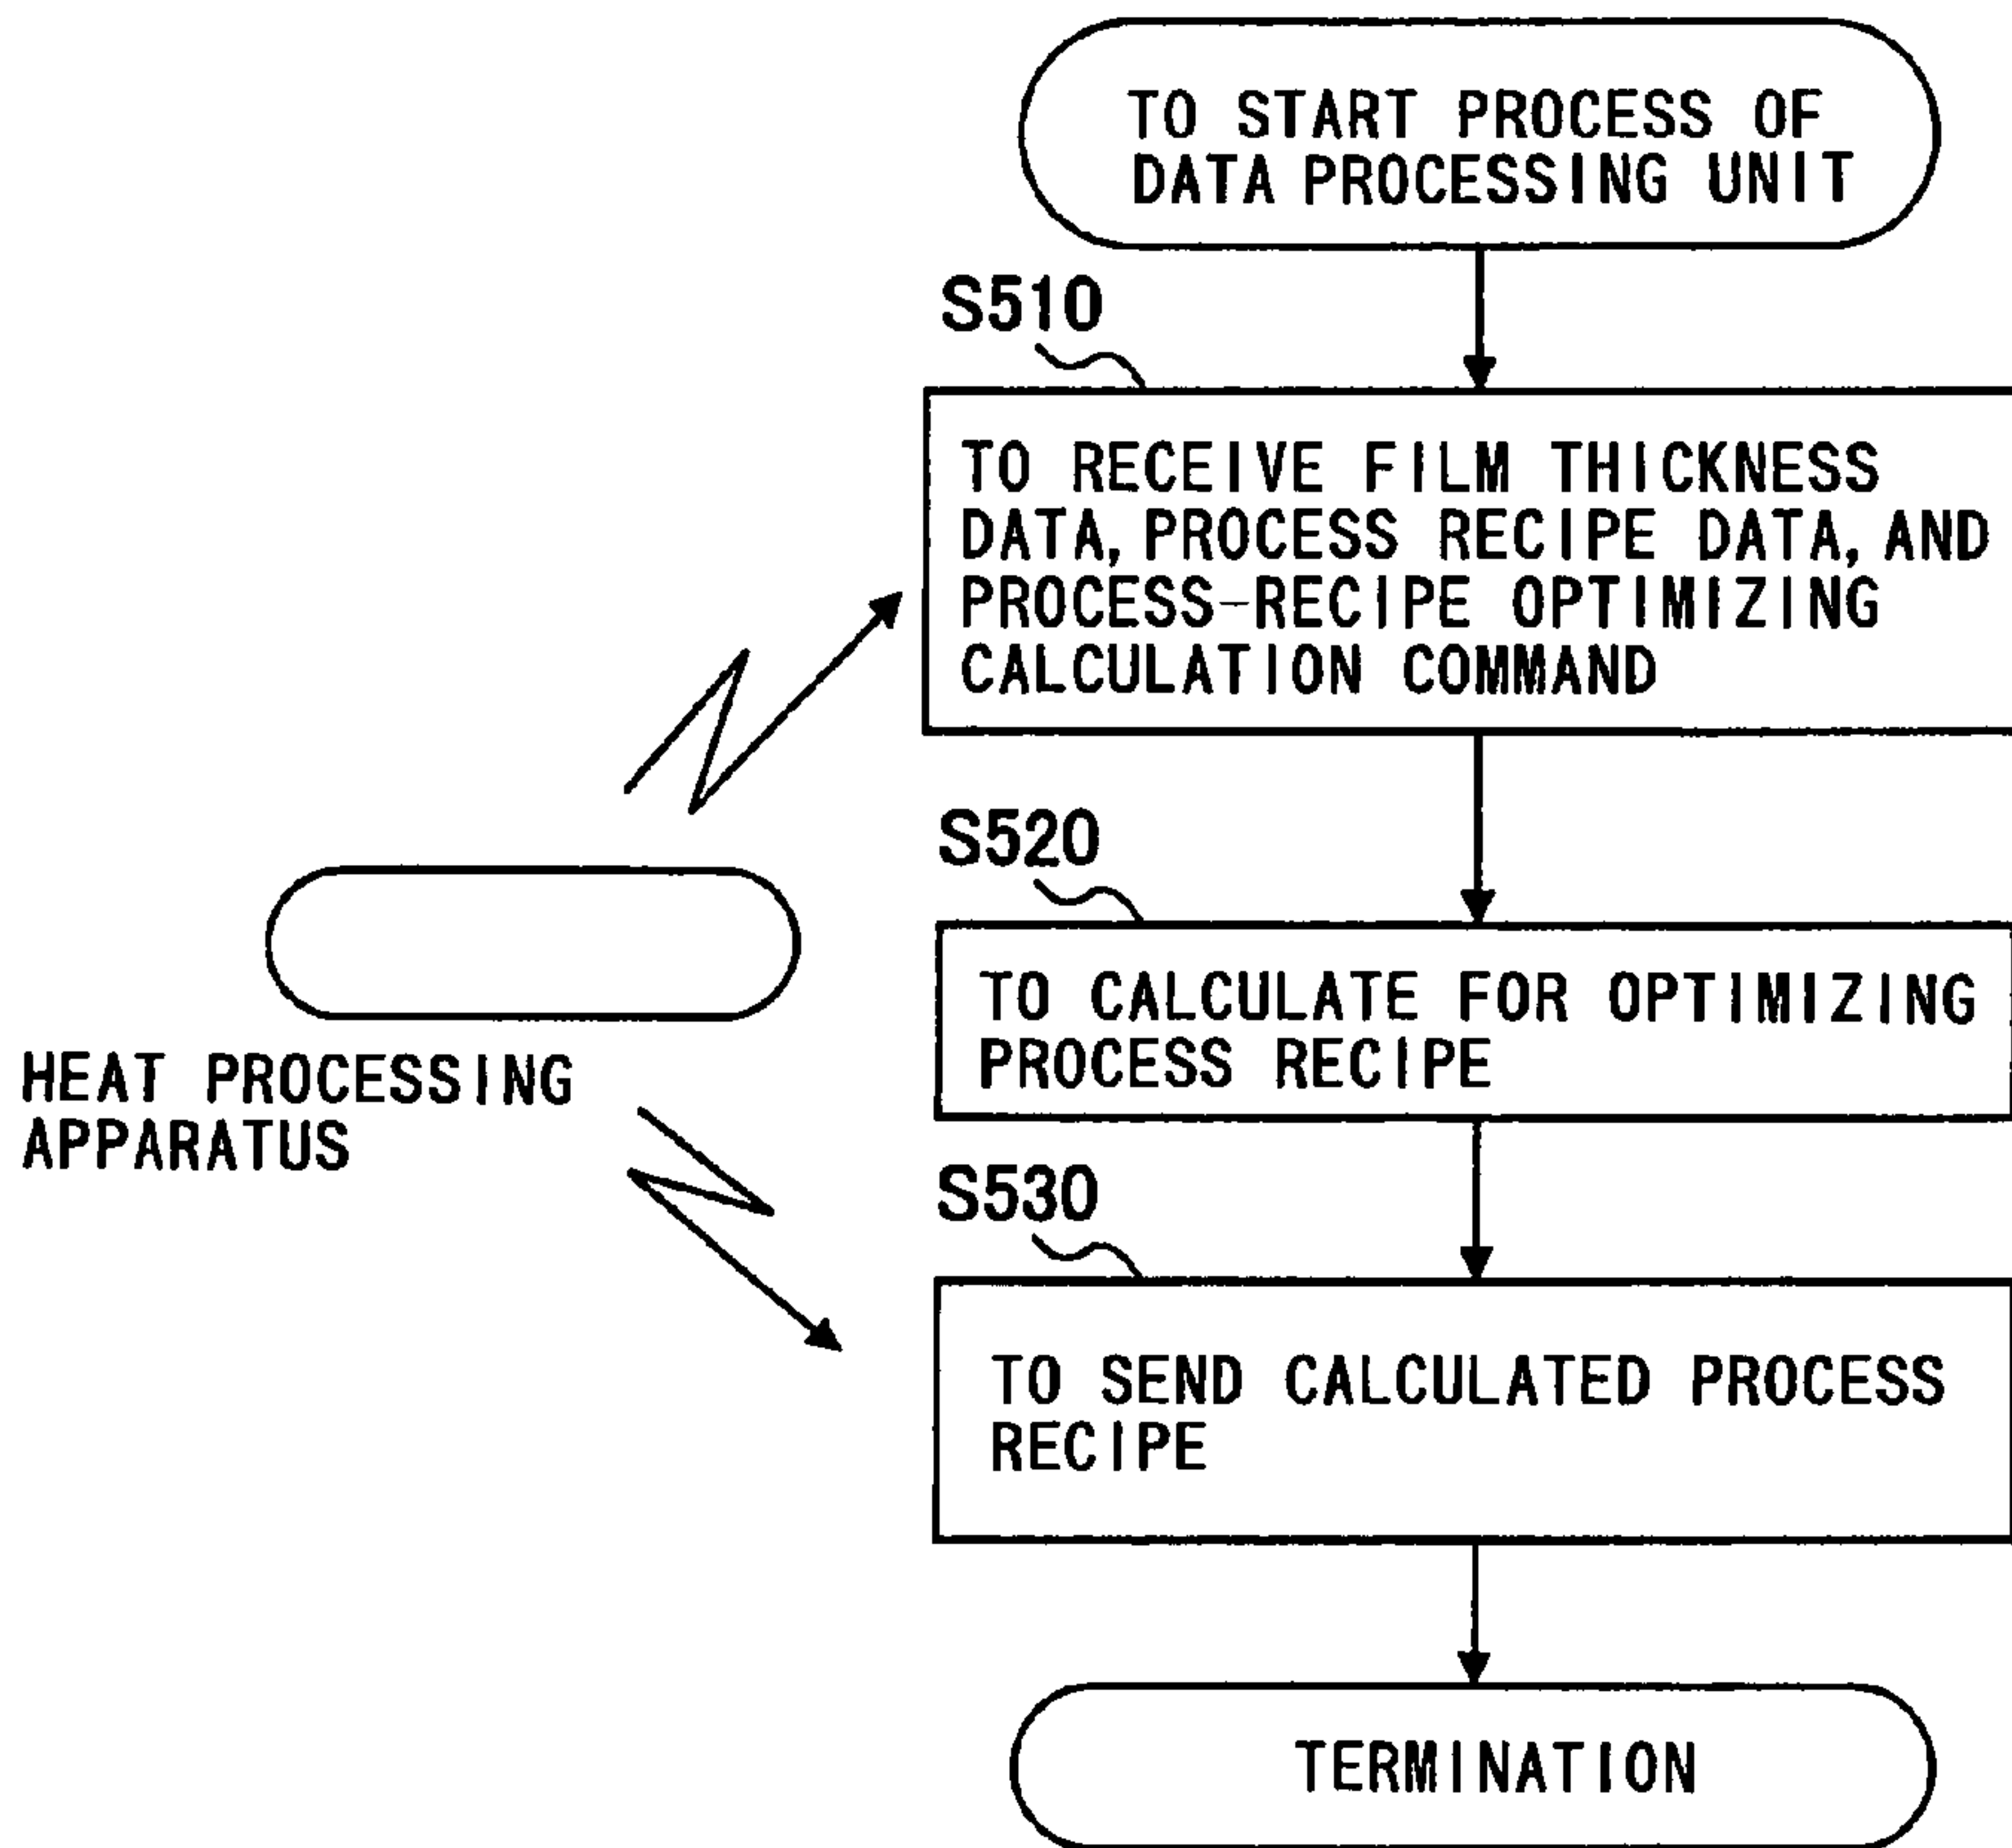 TO START PROCESS OF
DATA PROCESSING UNIT
S510
TO RECEIVE FILM THICKNESS
DATA, PROCESS RECIPE DATA, AND
PROCESS-RECIPE OPTIMIZING
CALCULATION COMMAND
S520
TO CALCULATE FOR OPTIMIZING
PROCESS RECIPE
HEAT PROCESSING
APPARATUS
S530
TO SEND CALCULATED PROCESS
RECIPE
TERMINATION